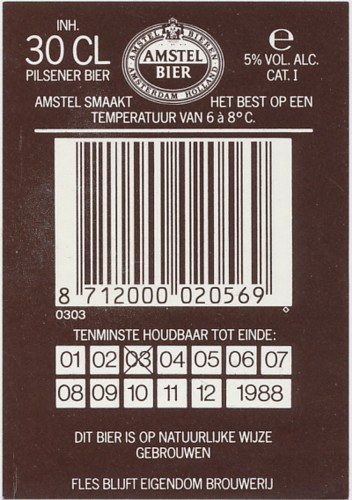 INH.
30 CL
PILSENER BIER
AMSTEL BIEREN
AMSTEL
BIER
AMSTERDAM HOLLAND
e
5% VOL. ALC.
CAT. I
AMSTEL SMAAKT HET BEST OP EEN
TEMPERATUUR VAN 6 à 8° C.
8 712000 020569
0303
TENMINSTE HOUDBAAR TOT EINDE:
01 02 03 04 05 06 07
08 09 10 11 12 1988
DIT BIER IS OP NATUURLIJKE WIJZE
GEBROUWEN
FLES BLIJFT EIGENDOM BROUWERIJ